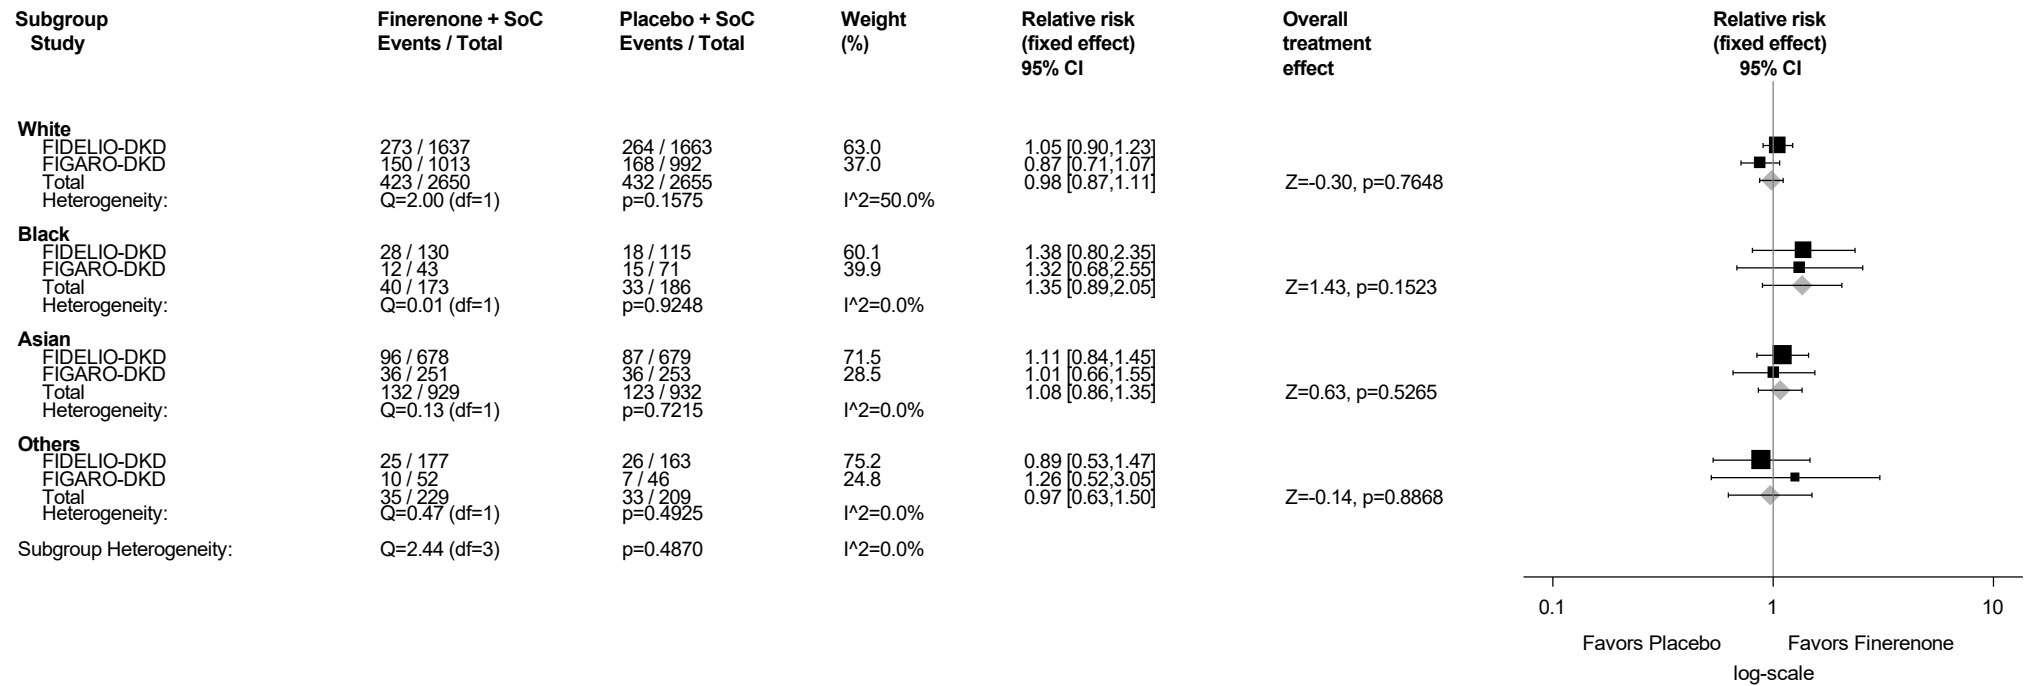 Subgroup Finerenone + SoC Placebo + SoC Weight Relative risk Overall Relative risk
Study Events / Total Events / Total (%) (fixed effect) treatment (fixed effect)
95% CI effect 95% CI
White
FIDELIO-DKD 273 / 1637 264 / 1663 63.0 1.05 [0.90,1.23]
FIGARO-DKD 150 / 1013 168 / 992 37.0 0.87 [0.71,1.07]
Total 423 / 2650 432 / 2655 0.98 [0.87,1.11] Z=-0.30, p=0.7648
Heterogeneity: Q=2.00 (df=1) p=0.1575 I^2=50.0%
Black
FIDELIO-DKD 28 / 130 18 / 115 60.1 1.38 [0.80,2.35]
FIGARO-DKD 12 / 43 15 / 71 39.9 1.32 [0.68,2.55]
Total 40 / 173 33 / 186 1.35 [0.89,2.05] Z=1.43, p=0.1523
Heterogeneity: Q=0.01 (df=1) p=0.9248 I^2=0.0%
Asian
FIDELIO-DKD 96 / 678 87 / 679 71.5 1.11 [0.84,1.45]
FIGARO-DKD 36 / 251 36 / 253 28.5 1.01 [0.66,1.55]
Total 132 / 929 123 / 932 1.08 [0.86,1.35] Z=0.63, p=0.5265
Heterogeneity: Q=0.13 (df=1) p=0.7215 I^2=0.0%
Others
FIDELIO-DKD 25 / 177 26 / 163 75.2 0.89 [0.53,1.47]
FIGARO-DKD 10 / 52 7 / 46 24.8 1.26 [0.52,3.05]
Total 35 / 229 33 / 209 0.97 [0.63,1.50] Z=-0.14, p=0.8868
Heterogeneity: Q=0.47 (df=1) p=0.4925 I^2=0.0%
Subgroup Heterogeneity: Q=2.44 (df=3) p=0.4870 I^2=0.0%
0.1 1 10
Favors Placebo Favors Finerenone
log-scale